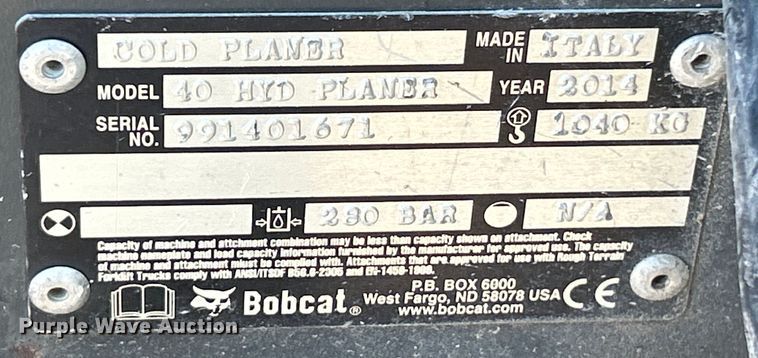 COLD PLANER MADE IN ITALY
MODEL 40 HYD PLANER YEAR 2014
SERIAL NO. 991401671 1040 KG
280 BAR N/A
Capacity of machine and attchment combination may be less than capacity shown on attachment. Check
machine nameplate and load capacity information furnished by the manufacturer for approved use. The capacity
of machine and attachment must be complied with. Attachments that are approved for use with Rough Terrain
Forklift Trucks comply with ANSI/ITSDF B56.6-2005 and EN-1459-1999.
Bobcat®
P.O. BOX 6000
West Fargo, ND 58078 USA CE
www.bobcat.com
Purple Wave Auction